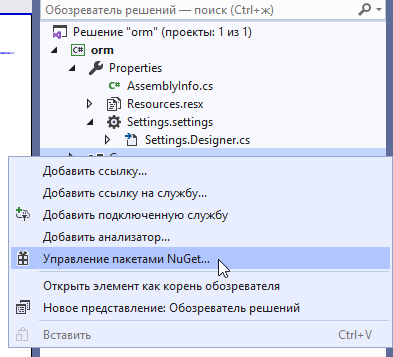 Обозреватель решений — поиск (Ctrl+ж)
Решение "orm" (проекты: 1 из 1)
orm
Properties
AssemblyInfo.cs
Resources.resx
Settings.settings
Settings.Designer.cs
Добавить ссылку...
Добавить ссылку на службу...
Добавить подключенную службу
Добавить анализатор...
Управление пакетами NuGet...
Открыть элемент как корень обозревателя
Новое представление: Обозреватель решений
Вставить Ctrl+V